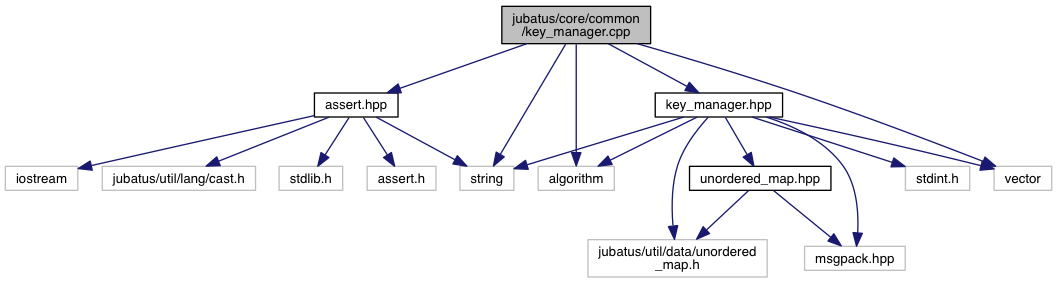 jubatus/core/common
/key_manager.cpp
assert.hpp
key_manager.hpp
iostream
jubatus/util/lang/cast.h
stdlib.h
assert.h
string
algorithm
unordered_map.hpp
stdint.h
vector
jubatus/util/data/unordered
_map.h
msgpack.hpp